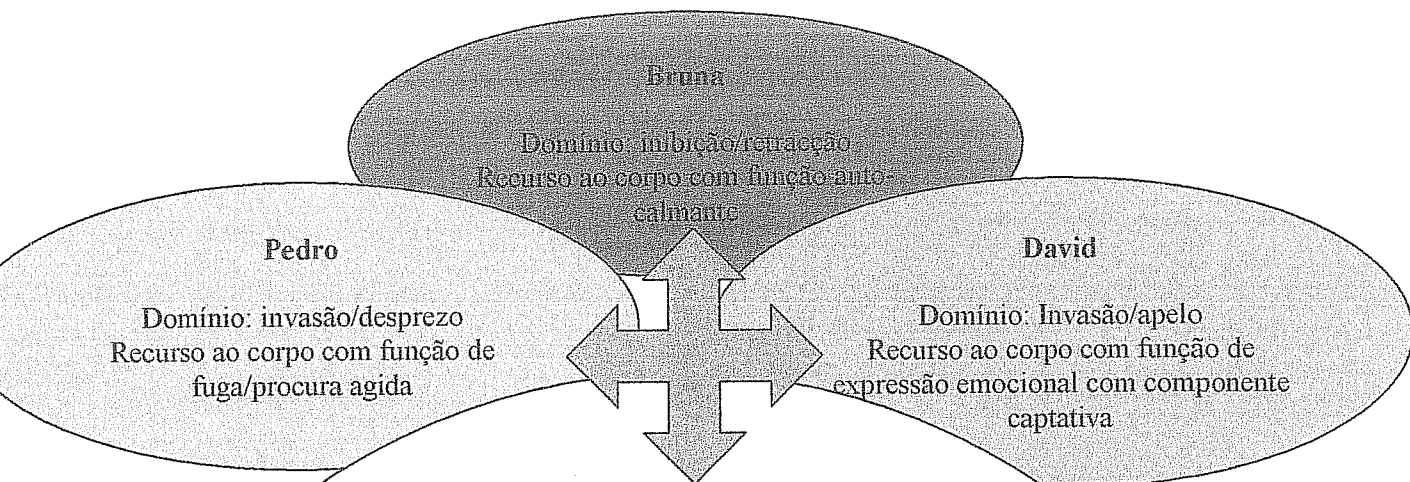 Bruna
Domínio: inibição/retracção
Recurso ao corpo com função auto-
calmante
Pedro
Domínio: invasão/desprezo
Recurso ao corpo com função de
fuga/procura agida
David
Domínio: Invasão/apelo
Recurso ao corpo com função de
expressão emocional com componente
captativa